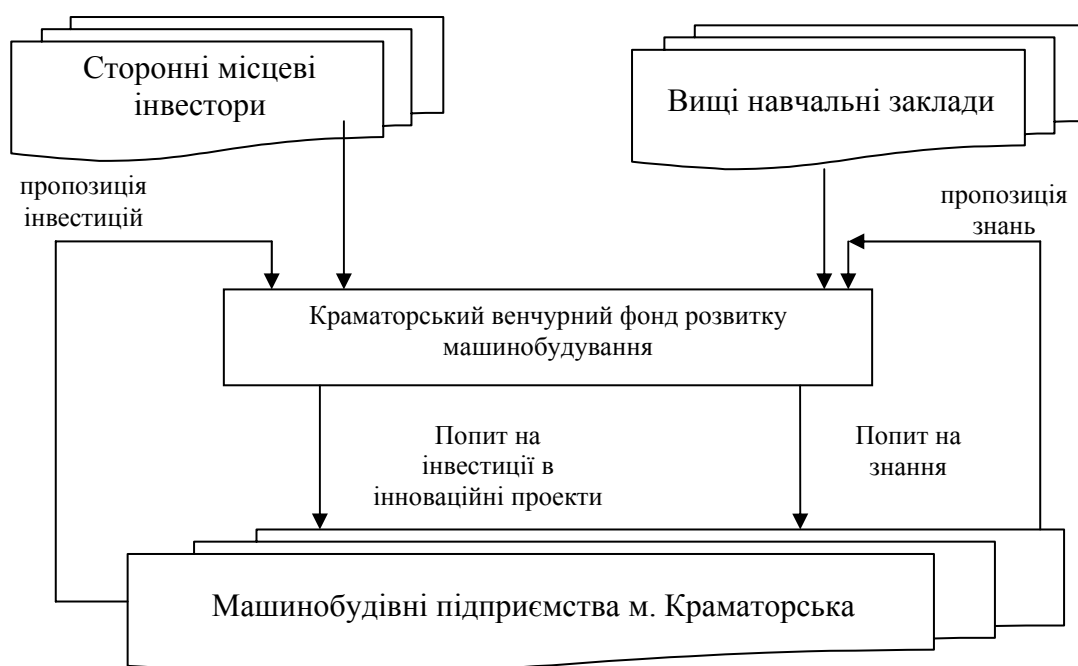 Сторонні місцеві
інвестори
Вищі навчальні заклади
пропозиція
інвестицій
пропозиція
знань
Краматорський венчурний фонд розвитку
машинобудування
Попит на
інвестиції в
інноваційні проекти
Попит на
знання
Машинобудівні підприємства м. Краматорська